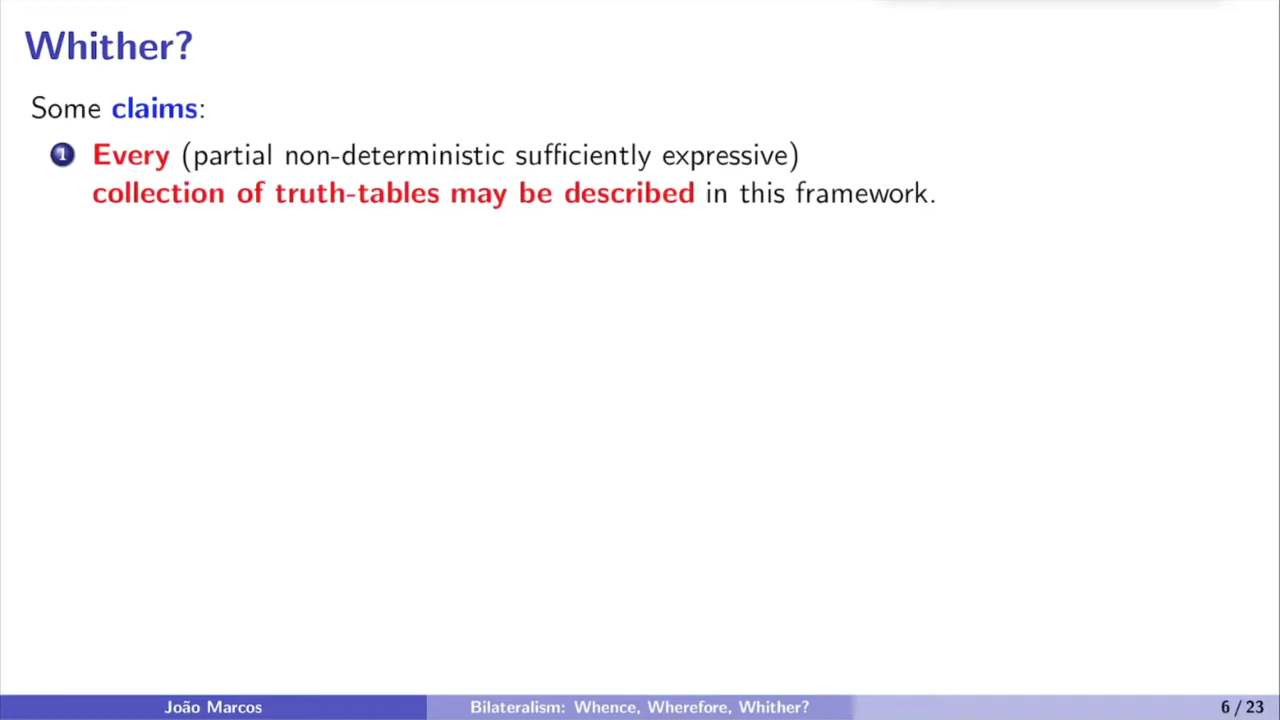 Whither?
Some claims:
1 Every (partial non-deterministic sufficiently expressive)
collection of truth-tables may be described in this framework.
João Marcos Bilateralism: Whence, Wherefore, Whither? 6 / 23